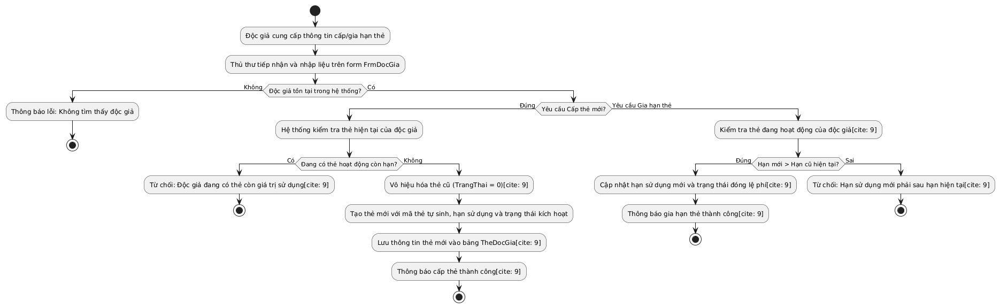 Độc giả cung cấp thông tin cấp/gia hạn thẻ
Thủ thư tiếp nhận và nhập liệu trên form FrmDocGia
Không
Độc giả tồn tại trong hệ thống?
Có
Thông báo lỗi: Không tìm thấy độc giả
Đúng
Yêu cầu Cấp thẻ mới?
Yêu cầu Gia hạn thẻ
Hệ thống kiểm tra thẻ hiện tại của độc giả
Kiểm tra thẻ đang hoạt động của độc giả[cite: 9]
Có
Đang có thẻ hoạt động còn hạn?
Không
Đúng
Hạn mới > Hạn cũ hiện tại?
Sai
Từ chối: Độc giả đang có thẻ còn giá trị sử dụng[cite: 9]
Vô hiệu hóa thẻ cũ (TrangThai = 0)[cite: 9]
Cập nhật hạn sử dụng mới và trạng thái đóng lệ phí[cite: 9]
Từ chối: Hạn sử dụng mới phải sau hạn hiện tại[cite: 9]
Tạo thẻ mới với mã thẻ tự sinh, hạn sử dụng và trạng thái kích hoạt
Thông báo gia hạn thẻ thành công[cite: 9]
Lưu thông tin thẻ mới vào bảng TheDocGia[cite: 9]
Thông báo cấp thẻ thành công[cite: 9]